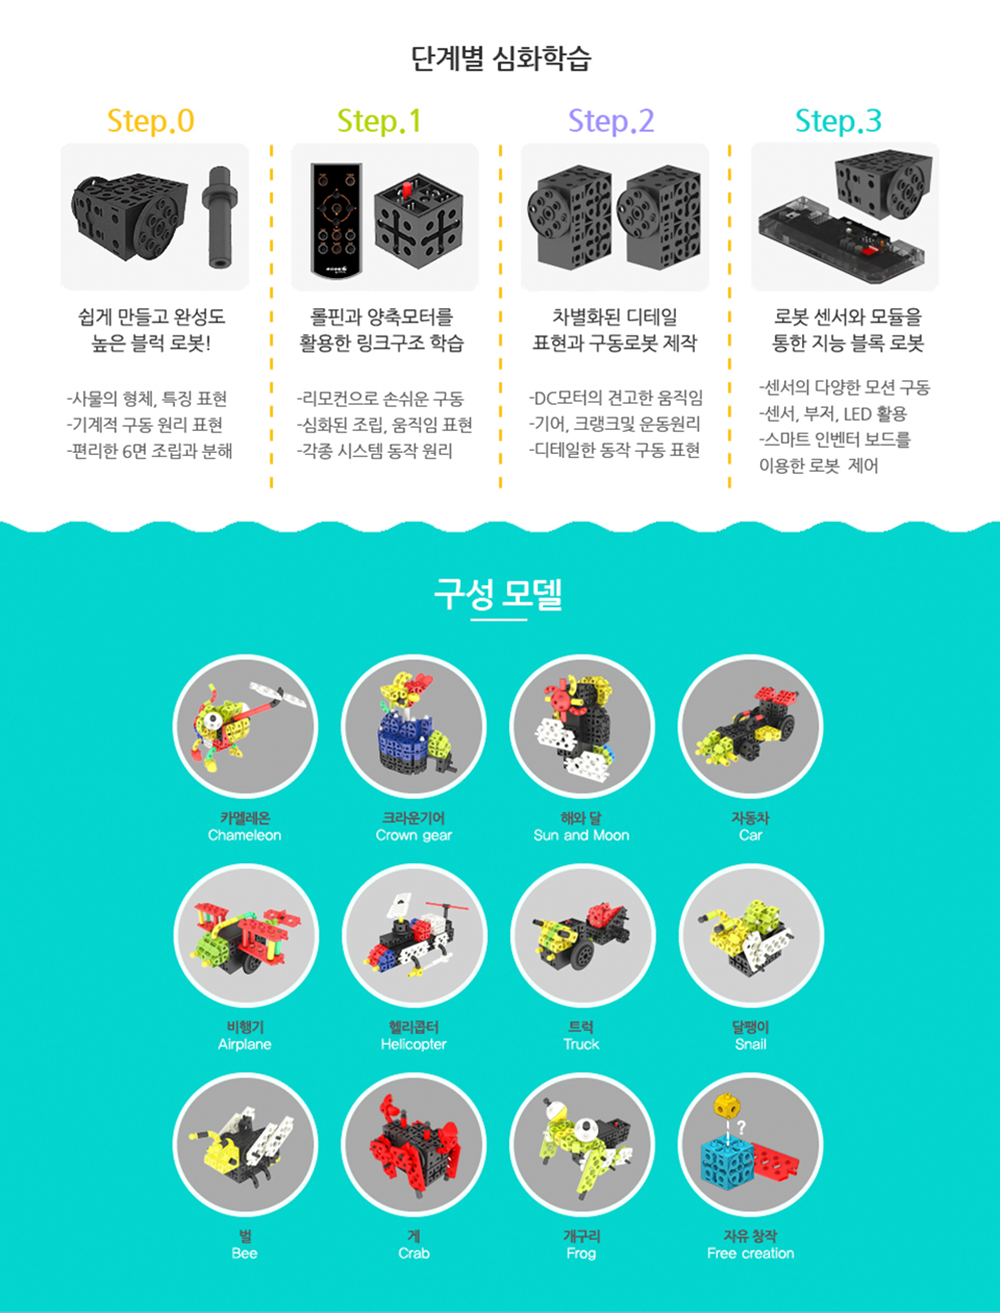 단계별 심화학습
Step.0
Step.1
Step.2
Step.3
쉽게 만들고 완성도
높은 블럭 로봇!
-사물의 형체, 특징 표현
-기계적 구동 원리 표현
-편리한 6면 조립과 분해
롤핀과 양축모터를
활용한 링크구조 학습
-리모컨으로 손쉬운 구동
-심화된 조립, 움직임 표현
-각종 시스템 동작 원리
차별화된 디테일
표현과 구동로봇 제작
-DC모터의 견고한 움직임
-기어, 크랭크및 운동원리
-디테일한 동작 구동 표현
로봇 센서와 모듈을
통한 지능 블록 로봇
-센서의 다양한 모션 구동
-센서, 부저, LED 활용
-스마트 인벤터 보드를
이용한 로봇 제어
구성 모델
카멜레온
Chameleon
크라운기어
Crown gear
해와 달
Sun and Moon
자동차
Car
비행기
Airplane
헬리콥터
Helicopter
트럭
Truck
달팽이
Snail
벌
Bee
게
Crab
개구리
Frog
?
자유 창작
Free creation